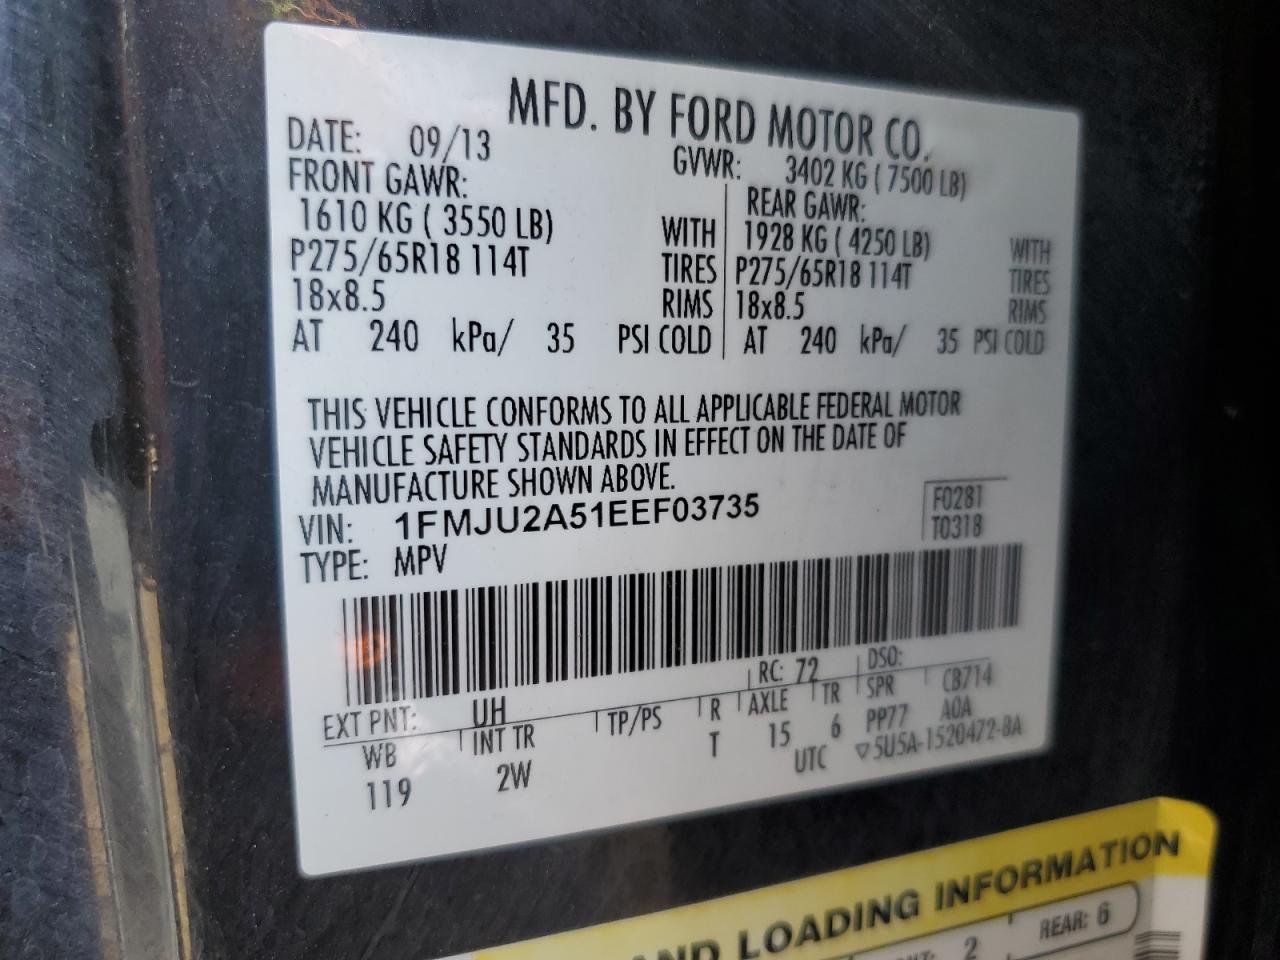 MFD. BY FORD MOTOR CO.
DATE: 09/13 GVWR: 3402 KG ( 7500 LB)
FRONT GAWR: REAR GAWR:
1610 KG ( 3550 LB) WITH 1928 KG ( 4250 LB) WITH
P275/65R18 114T TIRES P275/65R18 114T TIRES
18x8.5 RIMS 18x8.5 RIMS
AT 240 kPa/ 35 PSI COLD AT 240 kPa/ 35 PSI COLD
THIS VEHICLE CONFORMS TO ALL APPLICABLE FEDERAL MOTOR
VEHICLE SAFETY STANDARDS IN EFFECT ON THE DATE OF
MANUFACTURE SHOWN ABOVE.
VIN: 1FMJU2A51EEF03735 F0281
TYPE: MPV T0318
EXT PNT: UH RC: 72 DSO:
WB INT TR TP/PS R AXLE TR SPR CB714
119 2W T 15 6 PP77 A0A
UTC ▽5U5A-1520472-BA
AND LOADING INFORMATION
2 REAR: 6